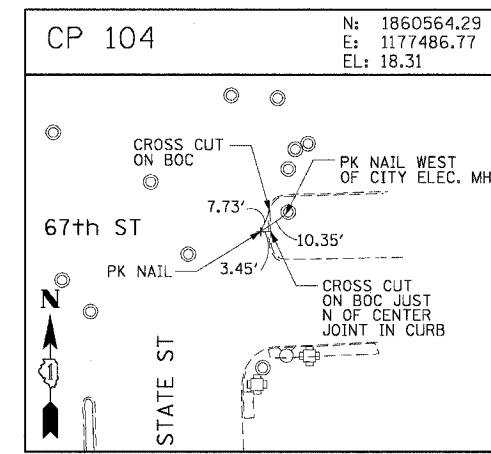 CP 104
N: 1860564.29
E: 1177486.77
EL: 18.31
CROSS CUT
ON BOC
PK NAIL WEST
OF CITY ELEC. MH
7.73'
67th ST
10.35'
PK NAIL
3.45'
CROSS CUT
ON BOC JUST
N OF CENTER
JOINT IN CURB
N
1
STATE ST